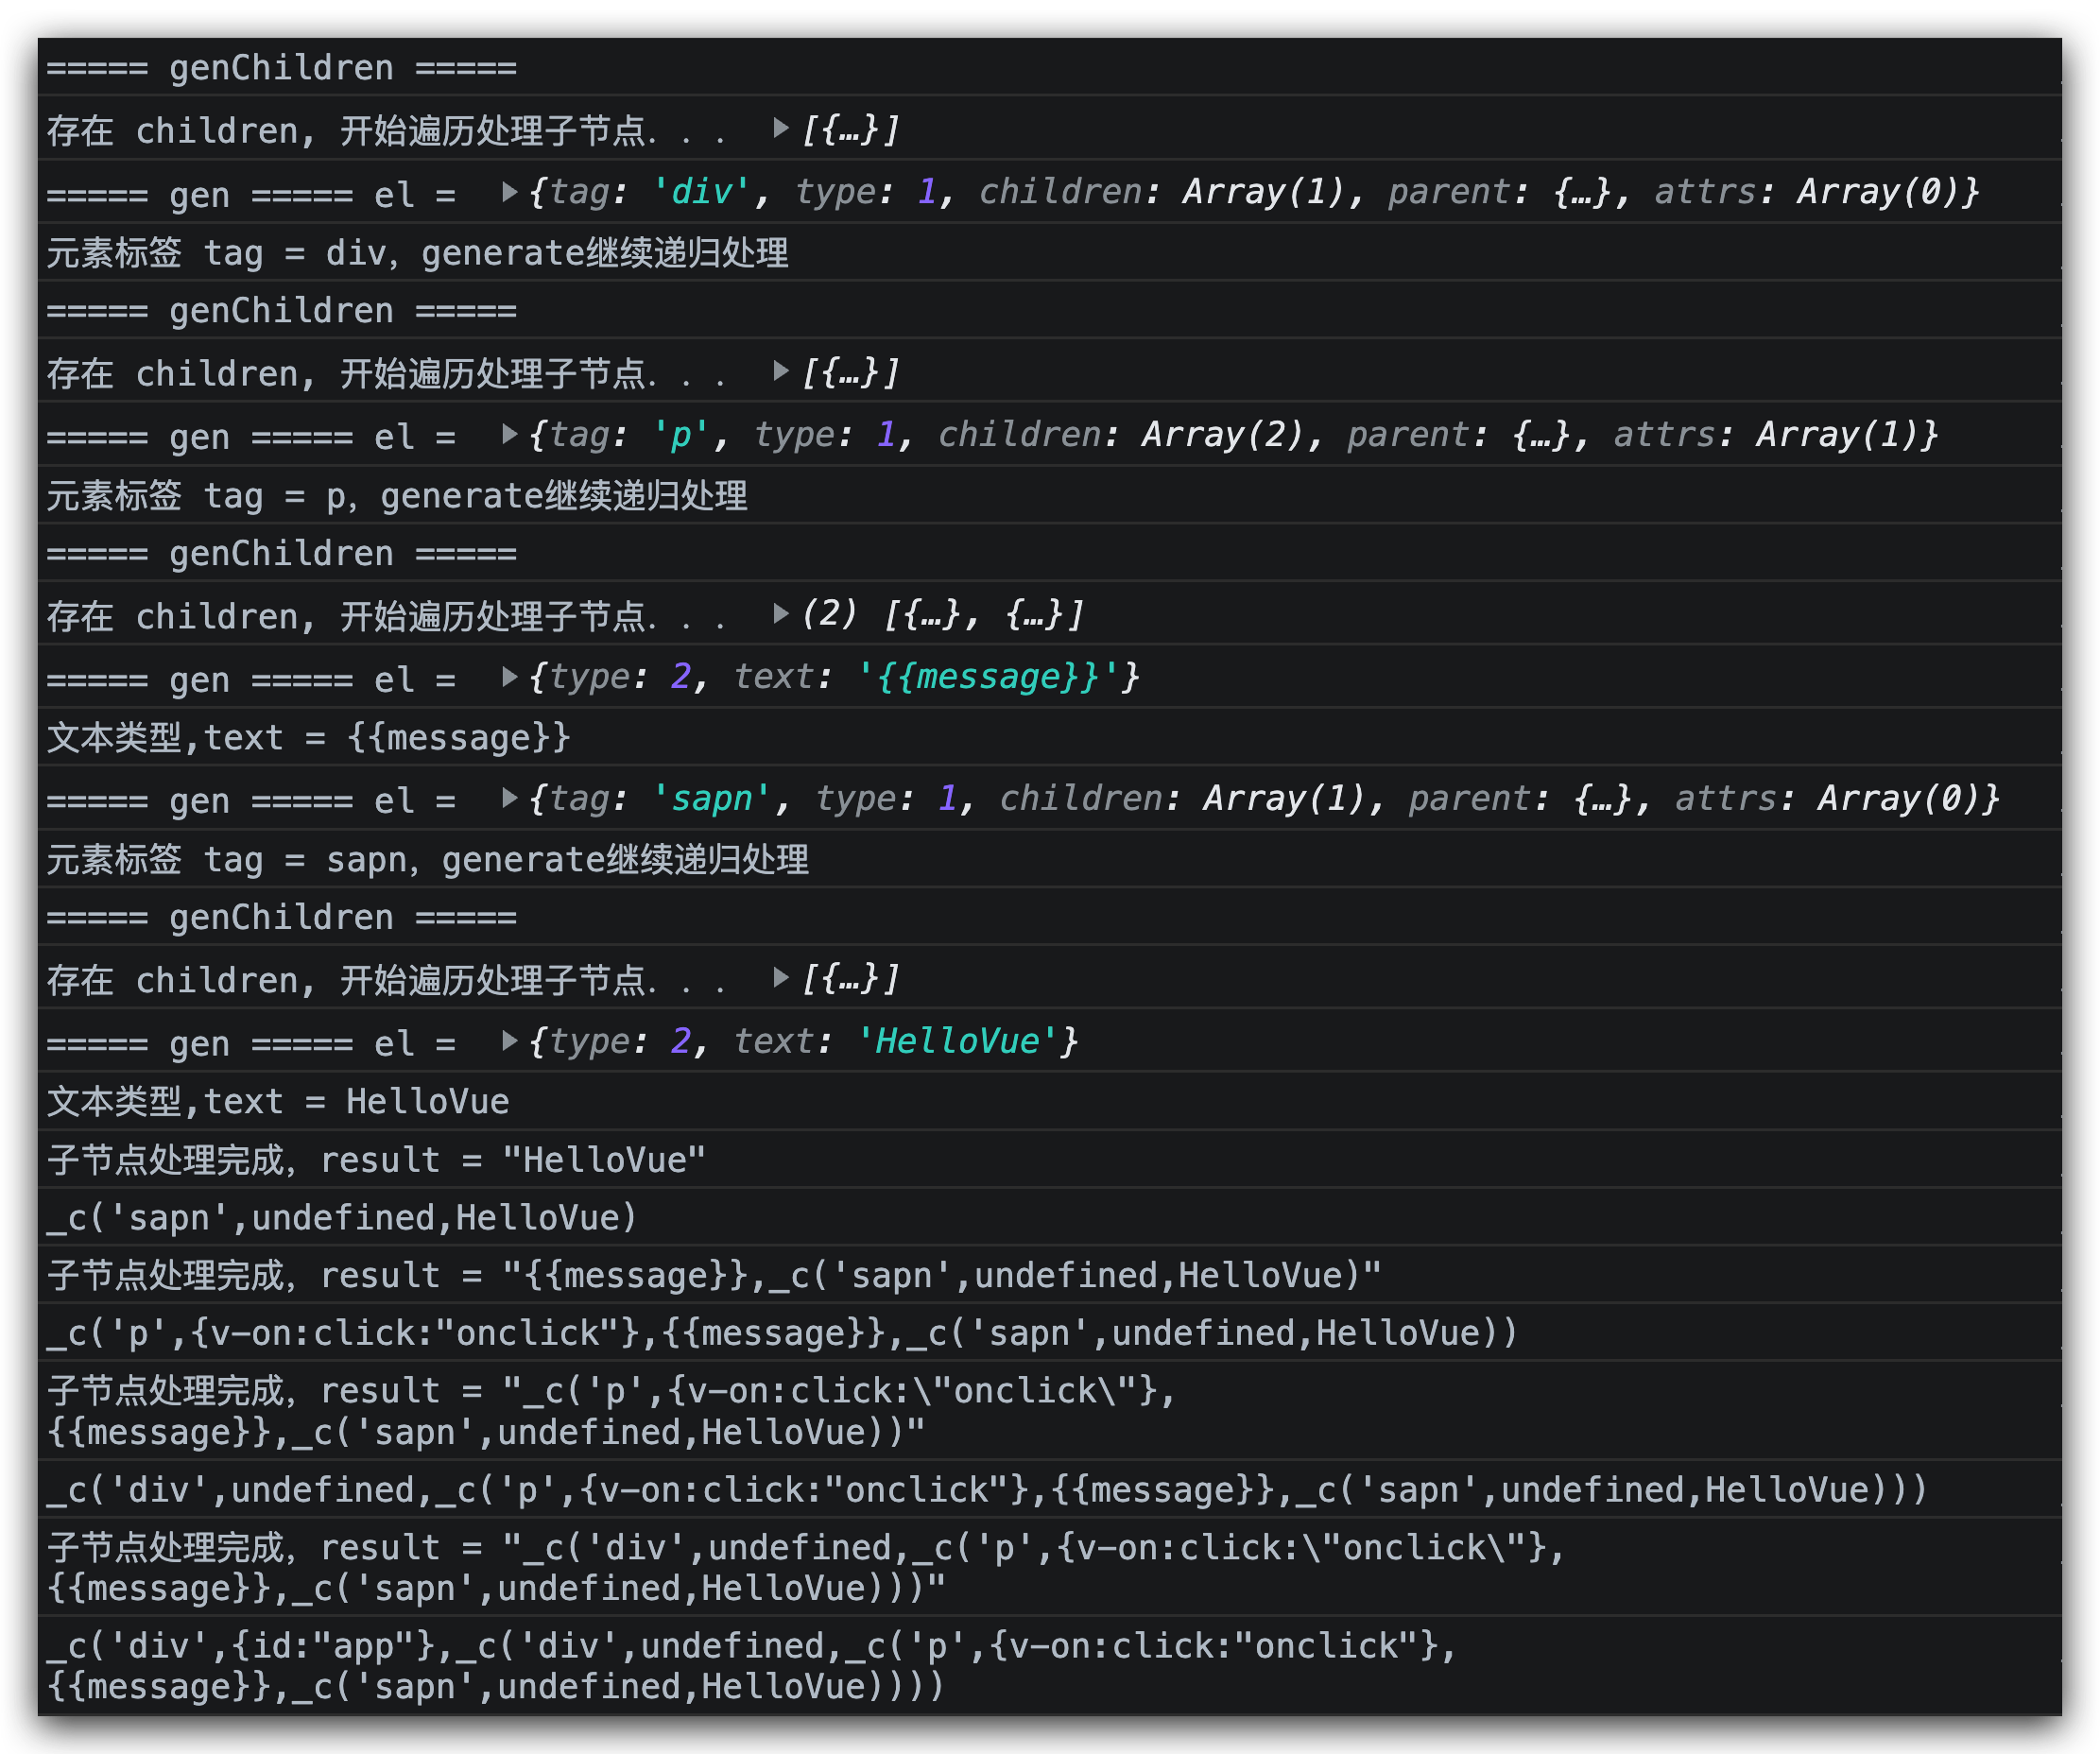 ===== genChildren =====
存在 children, 开始遍历处理子节点. . .  ▶[{…}]
===== gen ===== el =  ▶{tag: 'div', type: 1, children: Array(1), parent: {…}, attrs: Array(0)}
元素标签 tag = div，generate继续递归处理
===== genChildren =====
存在 children, 开始遍历处理子节点. . .  ▶[{…}]
===== gen ===== el =  ▶{tag: 'p', type: 1, children: Array(2), parent: {…}, attrs: Array(1)}
元素标签 tag = p，generate继续递归处理
===== genChildren =====
存在 children, 开始遍历处理子节点. . .  ▶(2) [{…}, {…}]
===== gen ===== el =  ▶{type: 2, text: '{{message}}'}
文本类型,text = {{message}}
===== gen ===== el =  ▶{tag: 'sapn', type: 1, children: Array(1), parent: {…}, attrs: Array(0)}
元素标签 tag = sapn，generate继续递归处理
===== genChildren =====
存在 children, 开始遍历处理子节点. . .  ▶[{…}]
===== gen ===== el =  ▶{type: 2, text: 'HelloVue'}
文本类型,text = HelloVue
子节点处理完成，result = "HelloVue"
_c('sapn',undefined,HelloVue)
子节点处理完成，result = "{{message}},_c('sapn',undefined,HelloVue)"
_c('p',{v-on:click:"onclick"},{{message}},_c('sapn',undefined,HelloVue))
子节点处理完成，result = "_c('p',{v-on:click:\"onclick\"},
{{message}},_c('sapn',undefined,HelloVue))"
_c('div',undefined,_c('p',{v-on:click:"onclick"},{{message}},_c('sapn',undefined,HelloVue)))
子节点处理完成，result = "_c('div',undefined,_c('p',{v-on:click:\"onclick\"},
{{message}},_c('sapn',undefined,HelloVue)))"
_c('div',{id:"app"},_c('div',undefined,_c('p',{v-on:click:"onclick"},
{{message}},_c('sapn',undefined,HelloVue))))